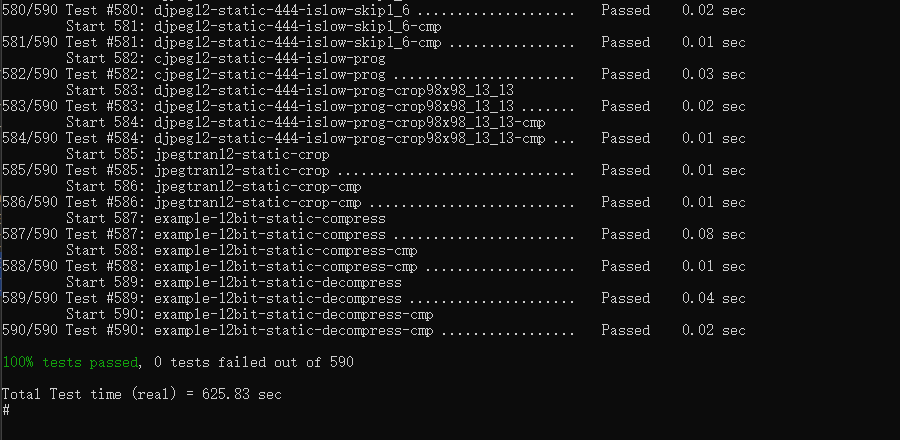 580/590 Test #580: djpeg12-static-444-islow-skip1_6 ....................   Passed    0.02 sec
        Start 581: djpeg12-static-444-islow-skip1_6-cmp
581/590 Test #581: djpeg12-static-444-islow-skip1_6-cmp ................   Passed    0.01 sec
        Start 582: cjpeg12-static-444-islow-prog
582/590 Test #582: cjpeg12-static-444-islow-prog .......................   Passed    0.03 sec
        Start 583: djpeg12-static-444-islow-prog-crop98x98_13_13
583/590 Test #583: djpeg12-static-444-islow-prog-crop98x98_13_13 .......   Passed    0.02 sec
        Start 584: djpeg12-static-444-islow-prog-crop98x98_13_13-cmp
584/590 Test #584: djpeg12-static-444-islow-prog-crop98x98_13_13-cmp ...   Passed    0.01 sec
        Start 585: jpegtran12-static-crop
585/590 Test #585: jpegtran12-static-crop ..............................   Passed    0.01 sec
        Start 586: jpegtran12-static-crop-cmp
586/590 Test #586: jpegtran12-static-crop-cmp ..........................   Passed    0.01 sec
        Start 587: example-12bit-static-compress
587/590 Test #587: example-12bit-static-compress .......................   Passed    0.08 sec
        Start 588: example-12bit-static-compress-cmp
588/590 Test #588: example-12bit-static-compress-cmp ...................   Passed    0.01 sec
        Start 589: example-12bit-static-decompress
589/590 Test #589: example-12bit-static-decompress .....................   Passed    0.04 sec
        Start 590: example-12bit-static-decompress-cmp
590/590 Test #590: example-12bit-static-decompress-cmp .................   Passed    0.02 sec
100% tests passed, 0 tests failed out of 590
Total Test time (real) = 625.83 sec
#